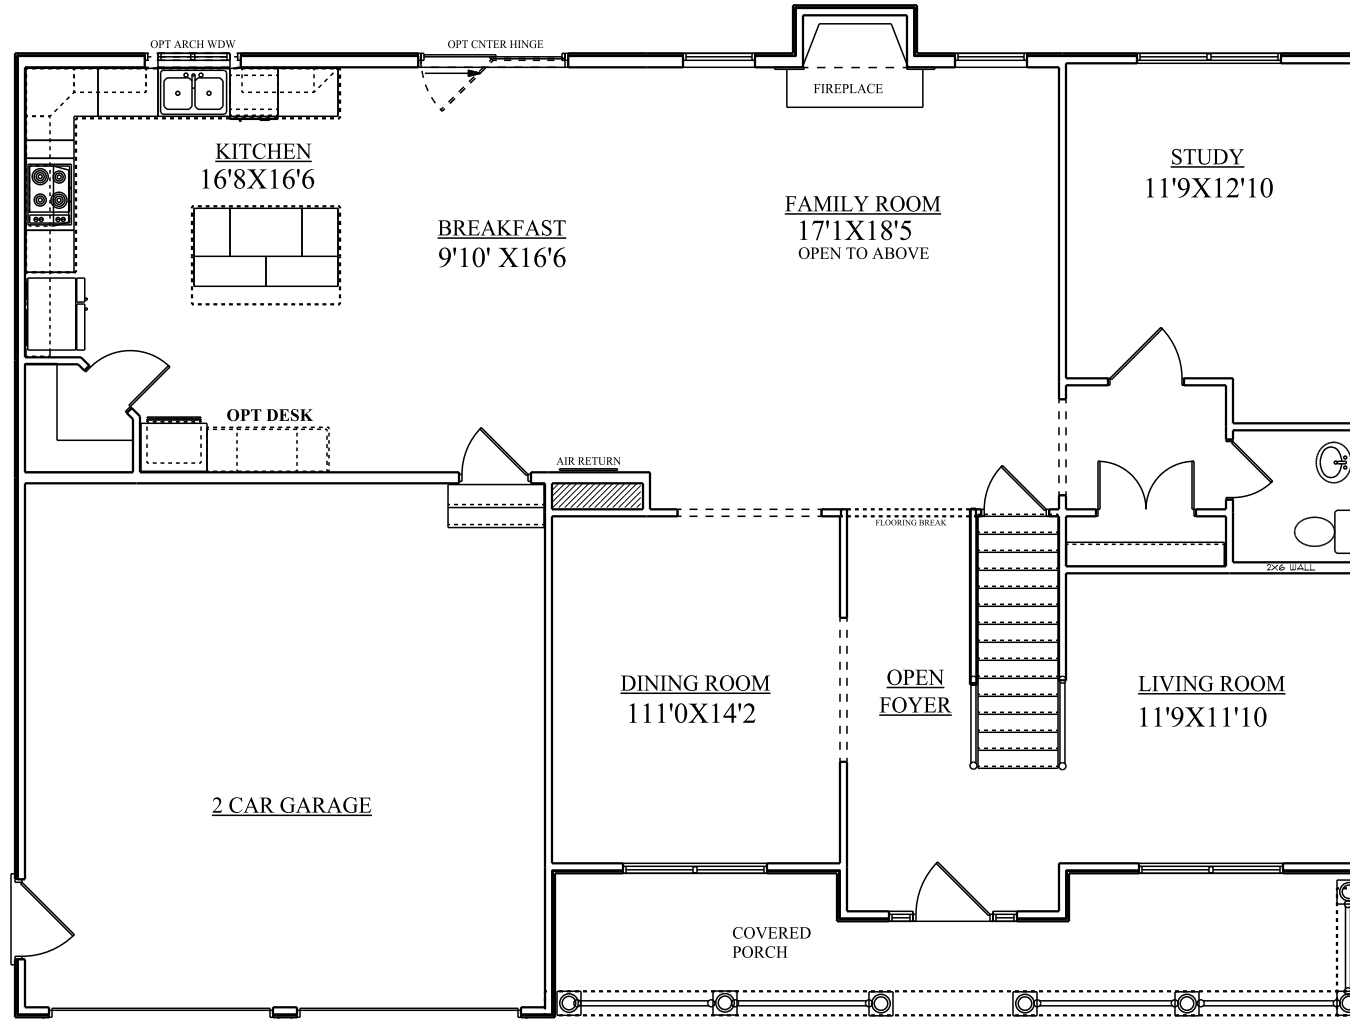 OPT ARCH WDW
OPT CNTER HINGE
FIREPLACE
KITCHEN
16'8X16'6
STUDY
11'9X12'10
BREAKFAST
9'10' X16'6
FAMILY ROOM
17'1X18'5
OPEN TO ABOVE
OPT DESK
AIR RETURN
FLOORING BREAK
2X6 WALL
DINING ROOM
111'0X14'2
OPEN
FOYER
LIVING ROOM
11'9X11'10
2 CAR GARAGE
COVERED
PORCH